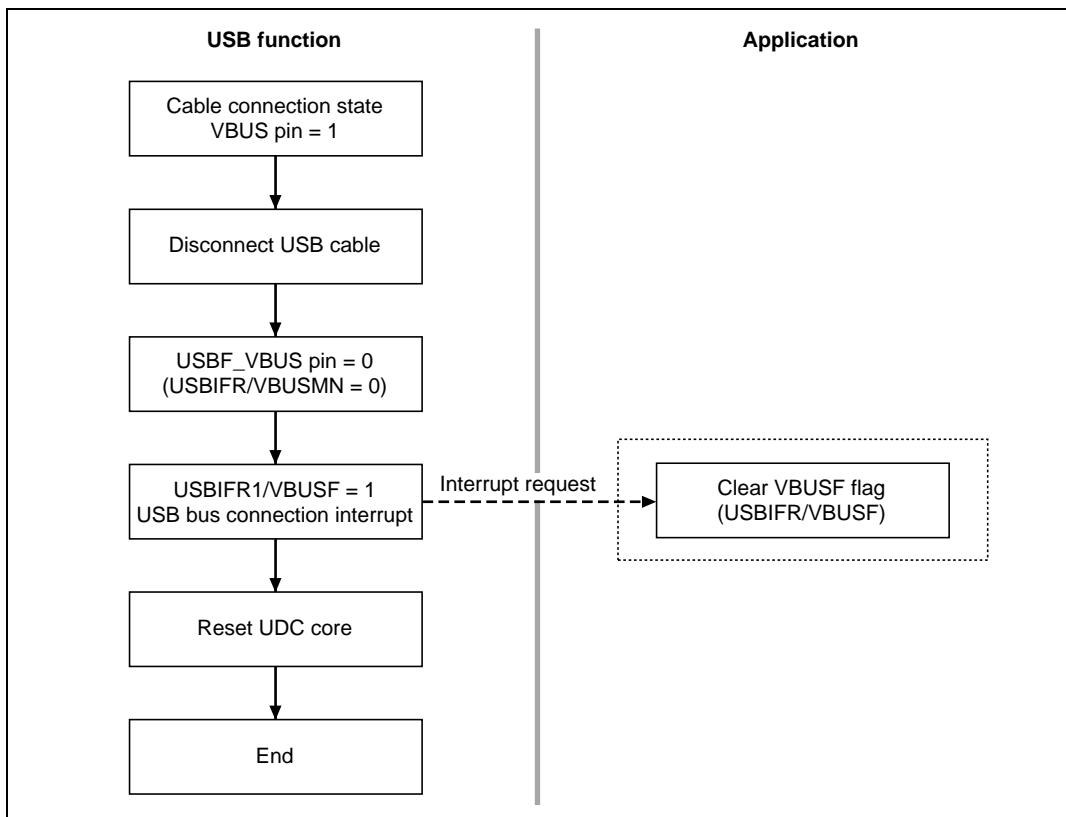 USB function
Application
Cable connection state
VBUS pin = 1
Disconnect USB cable
USBF_VBUS pin = 0
(USBIFR/VBUSMN = 0)
USBIFR1/VBUSF = 1
USB bus connection interrupt
Interrupt request
Clear VBUSF flag
(USBIFR/VBUSF)
Reset UDC core
End